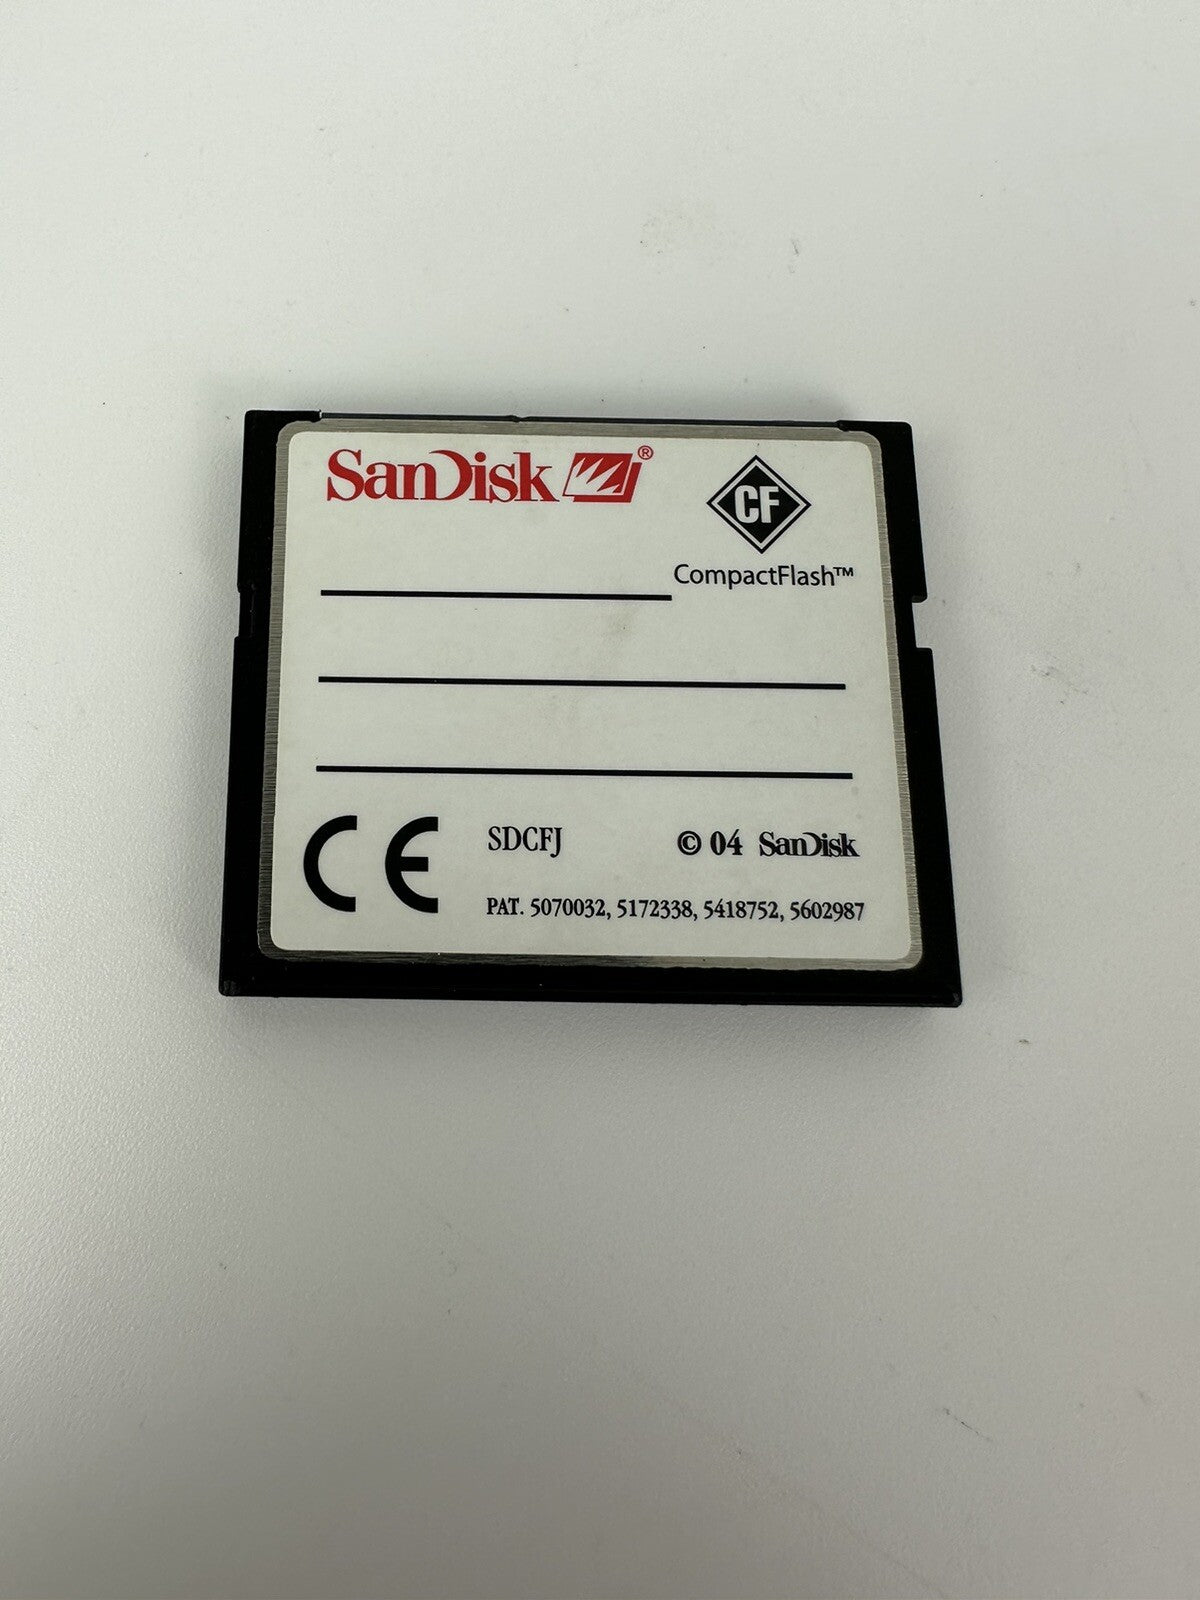 SanDisk ®
CF
CompactFlash™
CE
SDCFJ
© 04 SanDisk
PAT. 5070032, 5172338, 5418752, 5602987